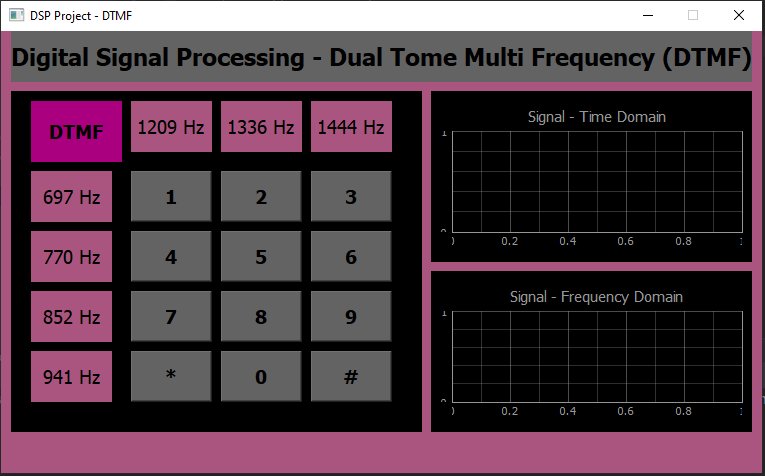 DSP Project - DTMF
Digital Signal Processing - Dual Tome Multi Frequency (DTMF)
DTMF 1209 Hz 1336 Hz 1444 Hz
697 Hz 1 2 3
770 Hz 4 5 6
852 Hz 7 8 9
941 Hz * 0 #
Signal - Time Domain
1
0
0 0.2 0.4 0.6 0.8 1
Signal - Frequency Domain
1
0
0 0.2 0.4 0.6 0.8 1